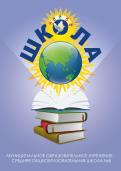 ШКОЛА
МУНИЦИПАЛЬНОЕ ОБРАЗОВАТЕЛЬНОЕ УЧРЕЖДЕНИЕ
СРЕДНЯЯ ОБЩЕОБРАЗОВАТЕЛЬНАЯ ШКОЛА